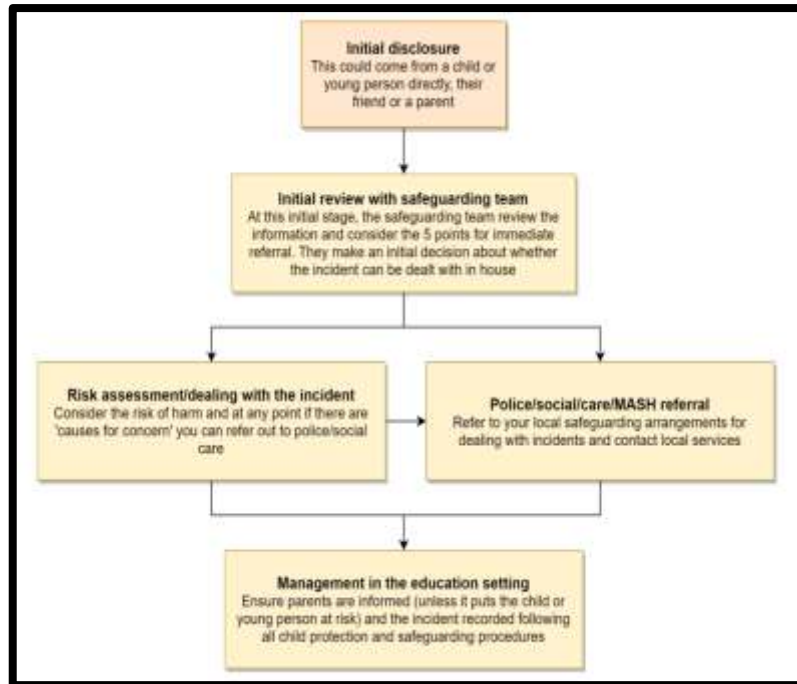 Initial disclosure
This could come from a child or
young person directly, their
friend or a parent
Initial review with safeguarding team
At this initial stage, the safeguarding team review the
information and consider the 5 points for immediate
referral. They make an initial decision about whether
the incident can be dealt with in house
Risk assessment/dealing with the incident
Consider the risk of harm and at any point if there are
'causes for concern' you can refer out to police/social
care
Police/social/care/MASH referral
Refer to your local safeguarding arrangements for
dealing with incidents and contact local services
Management in the education setting
Ensure parents are informed (unless it puts the child or
young person at risk) and the incident recorded following
all child protection and safeguarding procedures